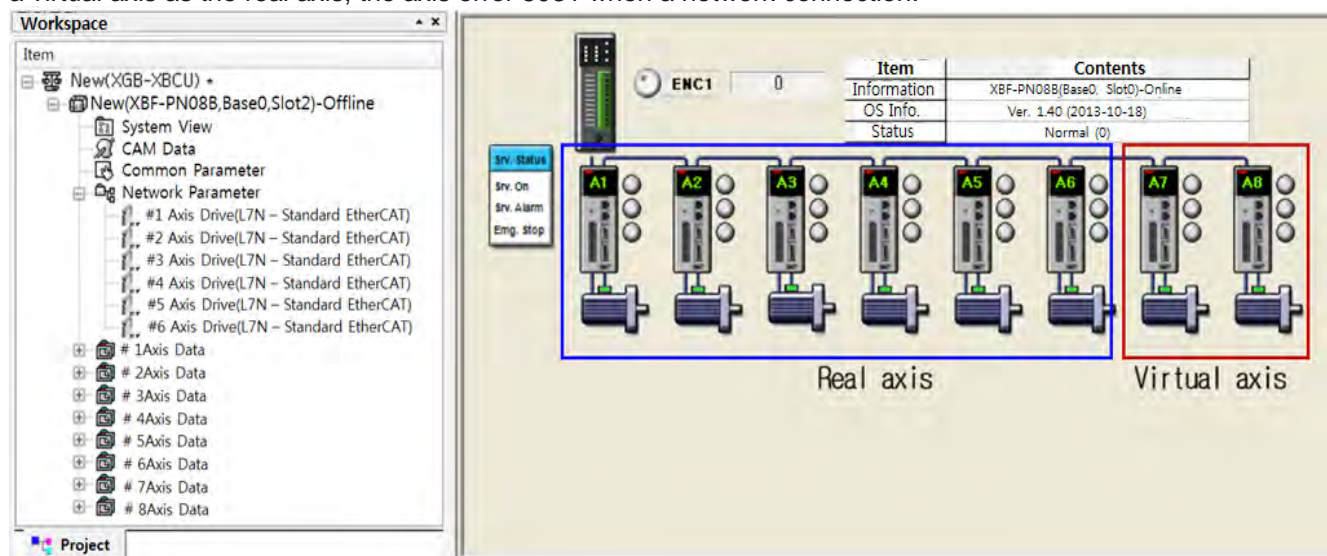 a virtual axis as the real axis, the axis error 0051 when a network connection.
Workspace
Item
New(XGB-XBCU) *
New(XBF-PN08B,Base0,Slot2)-Offline
System View
CAM Data
Common Parameter
Network Parameter
#1 Axis Drive(L7N – Standard EtherCAT)
#2 Axis Drive(L7N – Standard EtherCAT)
#3 Axis Drive(L7N – Standard EtherCAT)
#4 Axis Drive(L7N – Standard EtherCAT)
#5 Axis Drive(L7N – Standard EtherCAT)
#6 Axis Drive(L7N – Standard EtherCAT)
# 1Axis Data
# 2Axis Data
# 3Axis Data
# 4Axis Data
# 5Axis Data
# 6Axis Data
# 7Axis Data
# 8Axis Data
Project
ENC1 0
Item Contents
Information XBF-PN08B(Base0, Slot0)-Online
OS Info. Ver. 1.40 (2013-10-18)
Status Normal (0)
Srv. Status
Srv. On
Srv. Alarm
Emg. Stop
A1 A2 A3 A4 A5 A6 A7 A8
Real axis Virtual axis